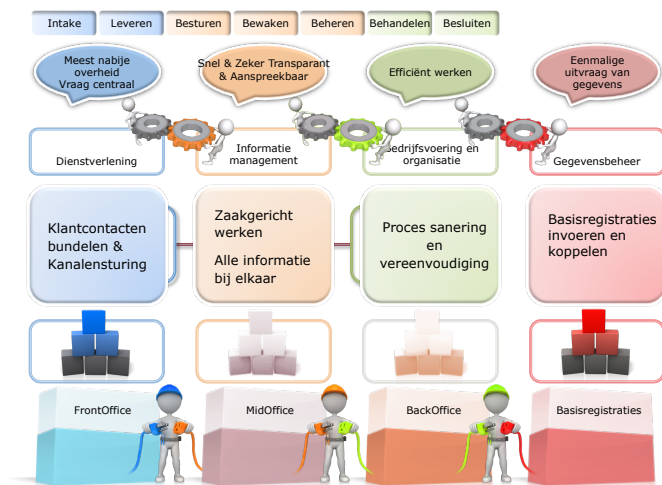 Intake
Leveren
Besturen
Bewaken
Beheren
Behandelen
Besluiten
Meest nabije
overheid
Vraag centraal
Snel & Zeker Transparant
& Aanspreekbaar
Efficiënt werken
Eenmalige
uitvraag van
gegevens
Dienstverlening
Informatie
management
Bedrijfsvoering en
organisatie
Gegevensbeheer
Klantcontacten
bundelen &
Kanalensturing
Zaakgericht
werken
Alle informatie
bij elkaar
Proces sanering
en
vereenvoudiging
Basisregistraties
invoeren en
koppelen
FrontOffice
MidOffice
BackOffice
Basisregistraties